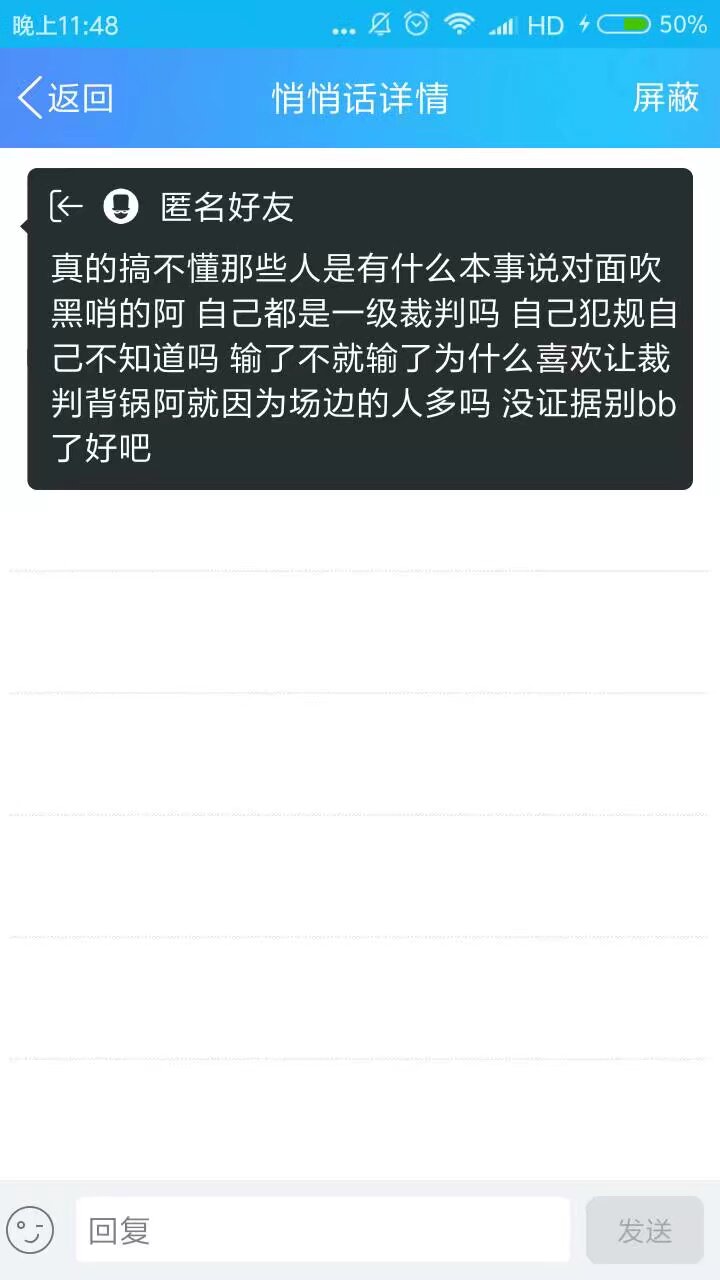 晚上11:48
HD
50%
返回
悄悄话详情
屏蔽
匿名好友
真的搞不懂那些人是有什么本事说对面吹
黑哨的阿 自己都是一级裁判吗 自己犯规自
己不知道吗 输了不就输了为什么喜欢让裁
判背锅阿就因为场边的人多吗 没证据别bb
了好吧
回复
发送